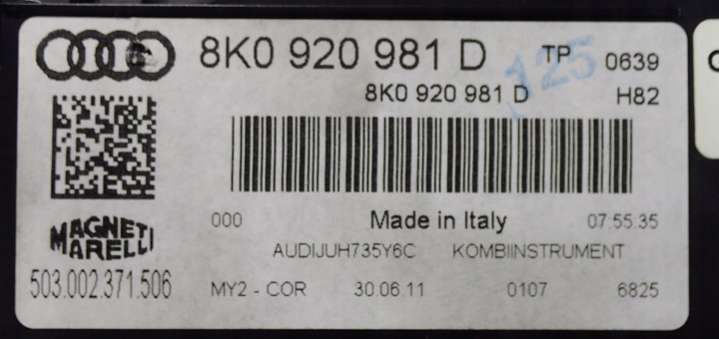 8K0 920 981 D TP 0639
125
8K0 920 981 D H82
000 Made in Italy 07.55.35
MAGNETI
MARELLI
AUDIJUH735Y6C KOMBIINSTRUMENT
503.002.371.506 MY2 - COR 30.06.11 0107 6825